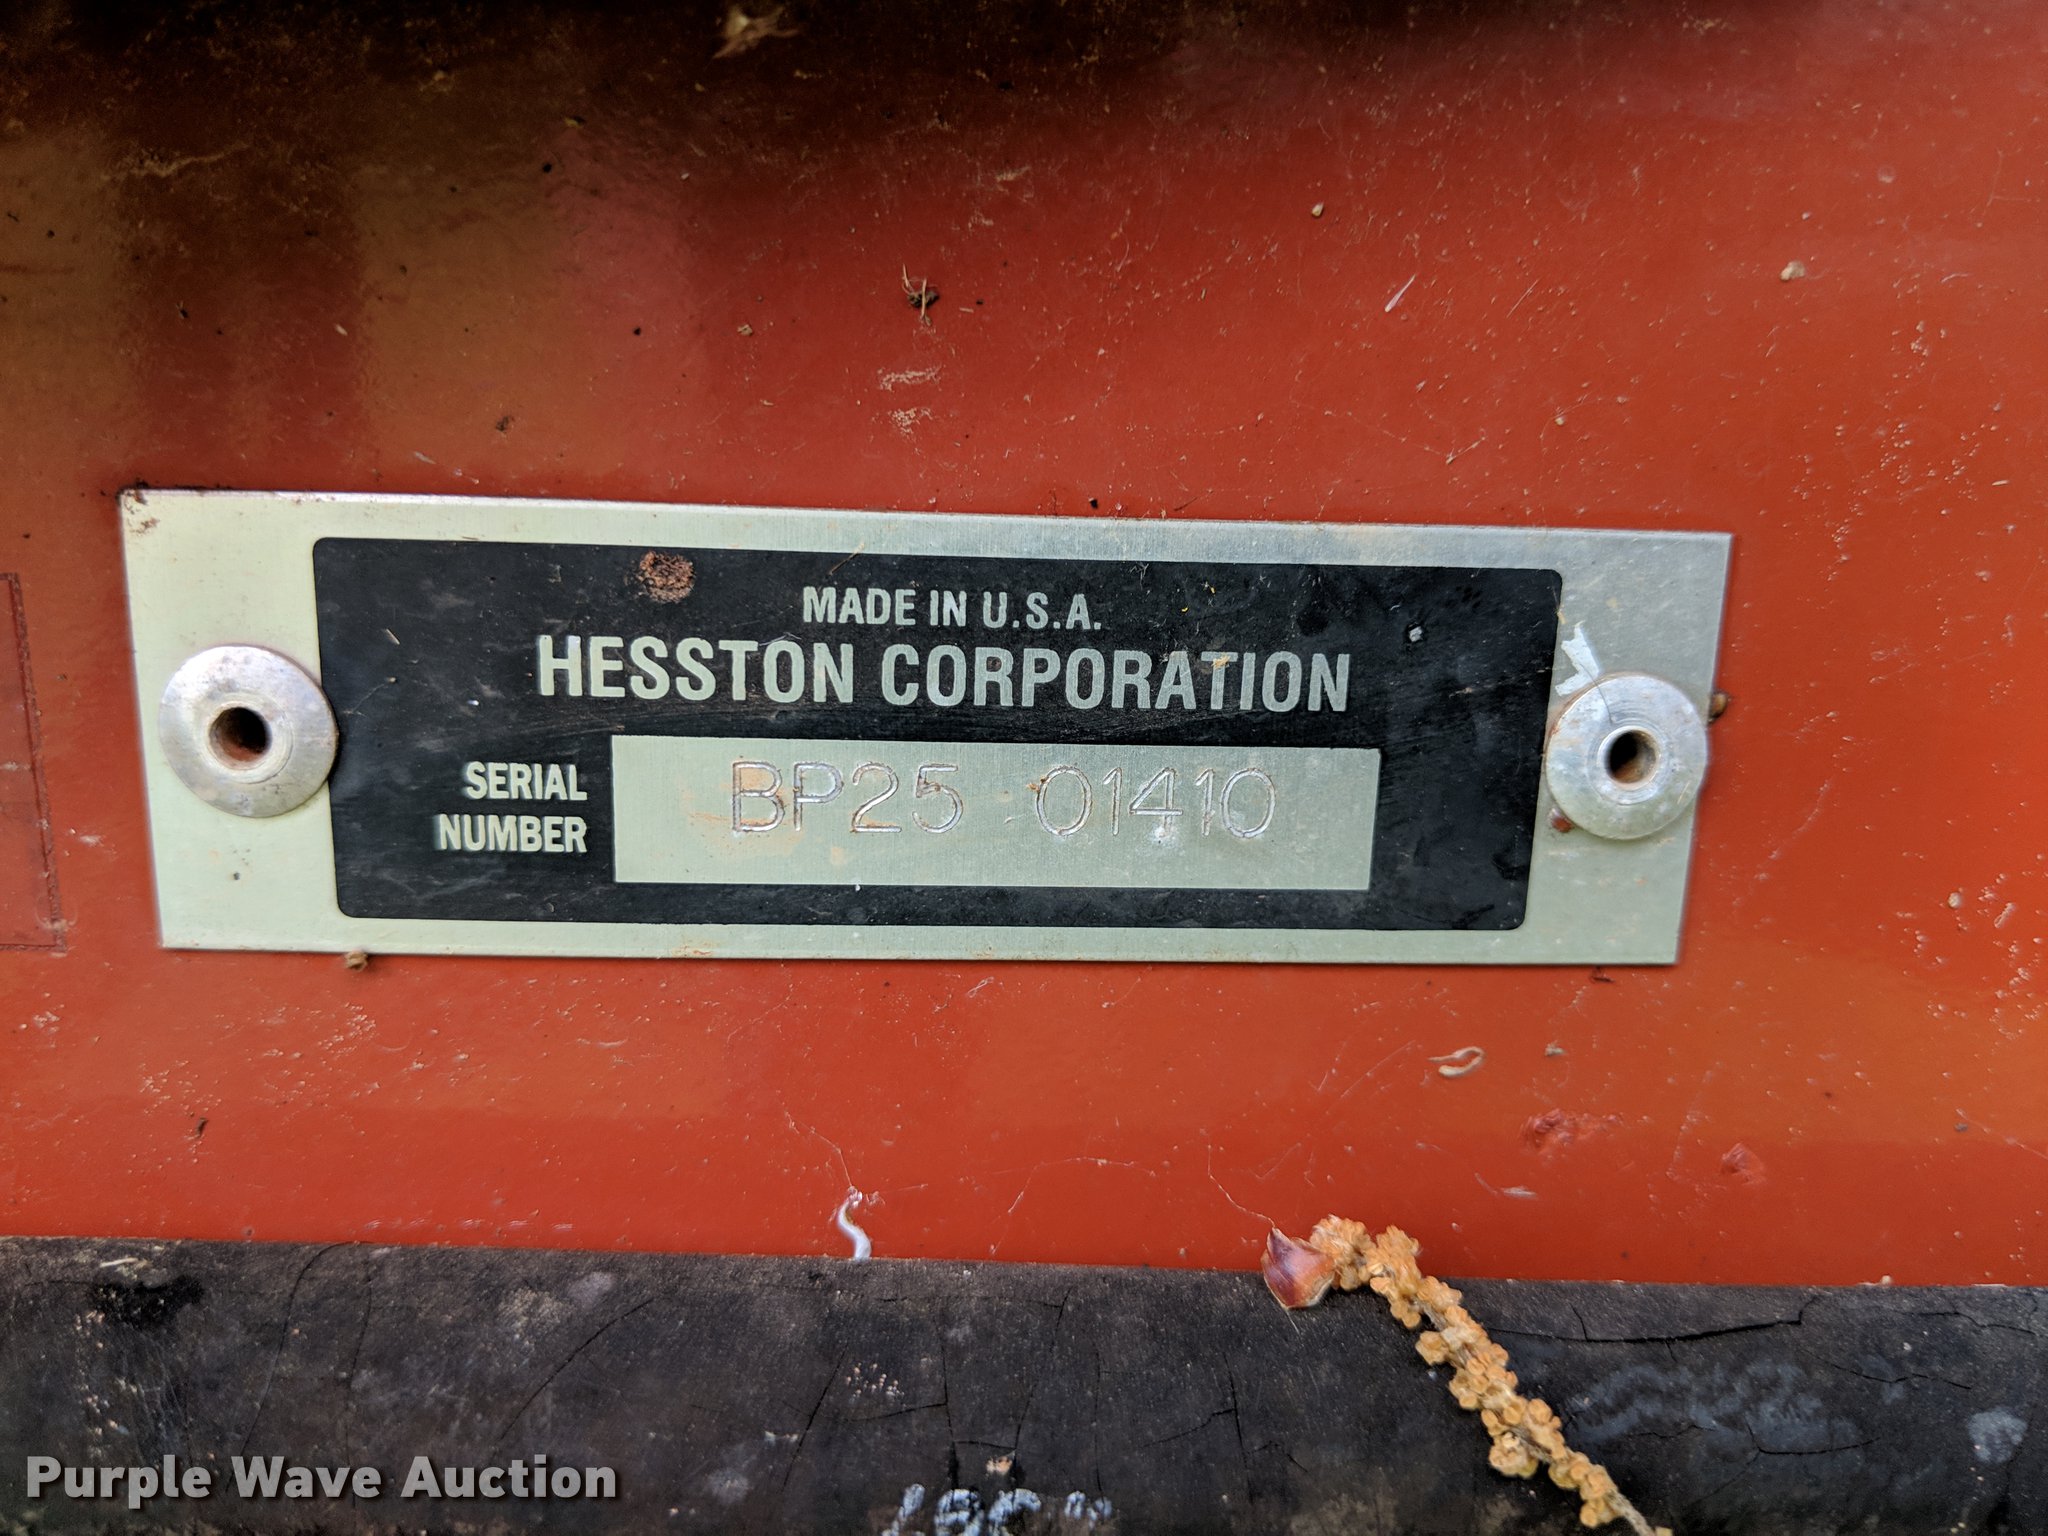 MADE IN U.S.A.
HESSTON CORPORATION
SERIAL
NUMBER
BP25 01410
Purple Wave Auction